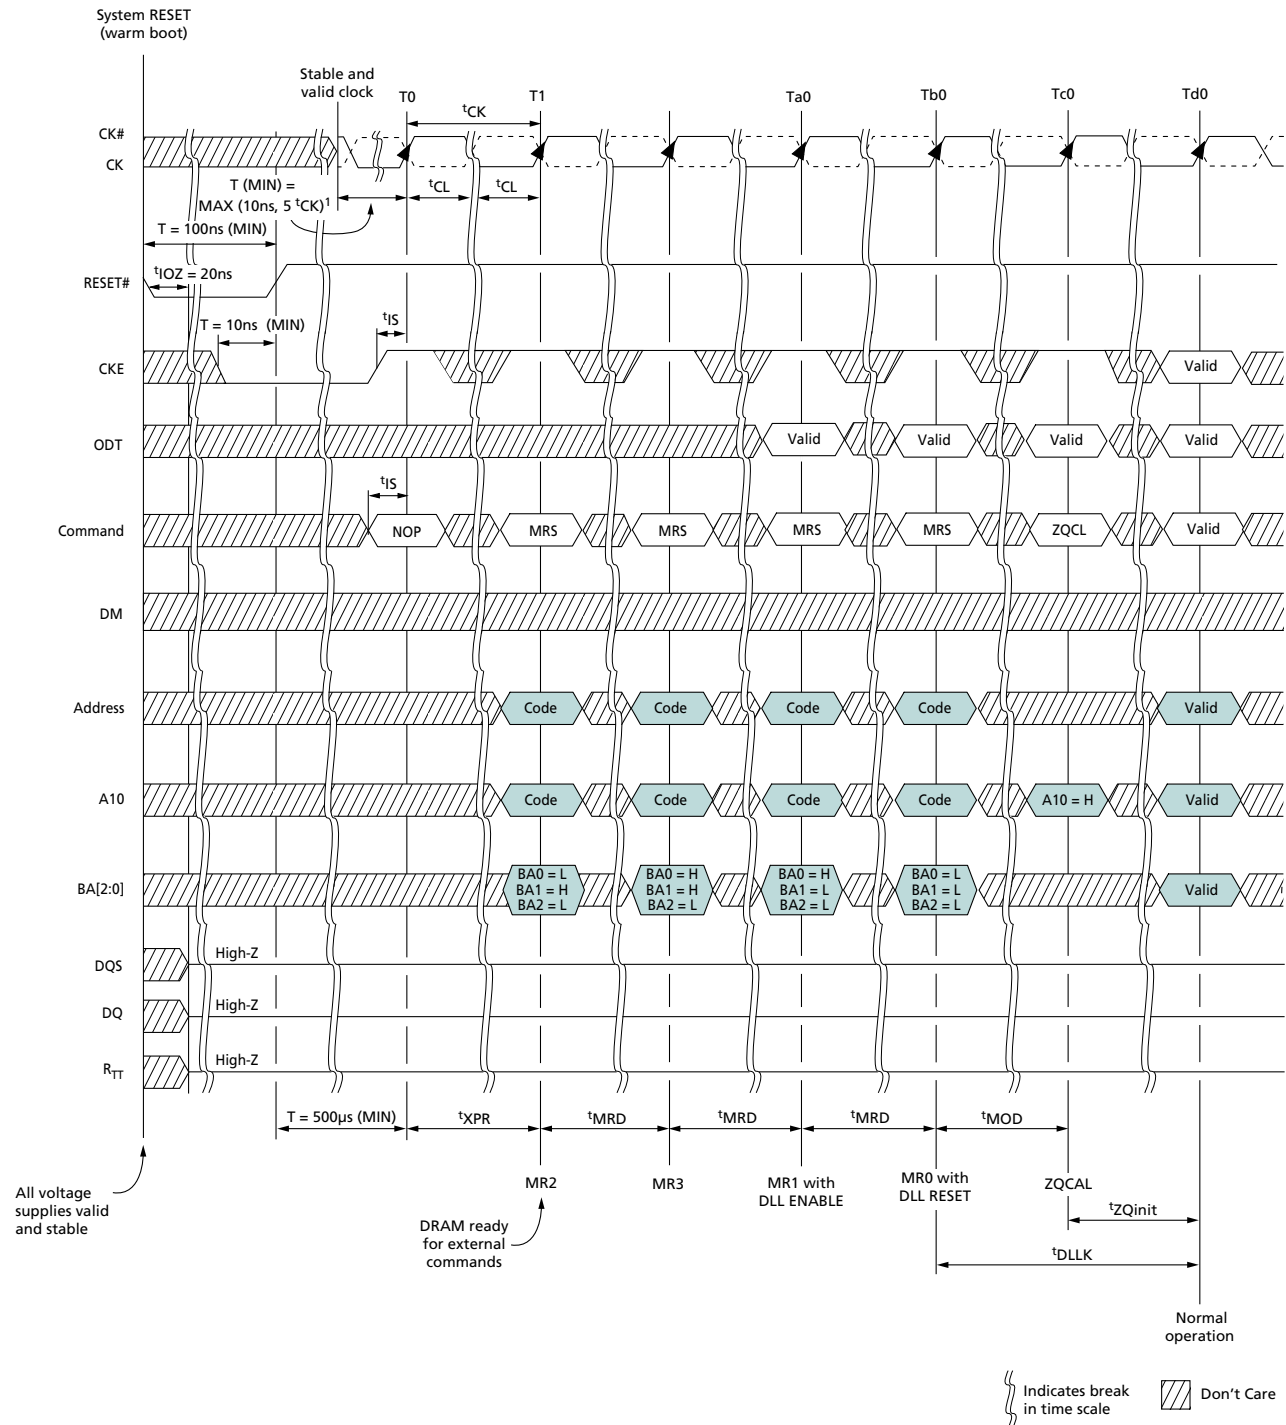 System RESET
(warm boot)
Stable and
valid clock
T0
T1
Ta0
Tb0
Tc0
Td0
tCK
CK#
CK
T (MIN) =
MAX (10ns, 5 tCK)1
tCL
tCL
T = 100ns (MIN)
tIOZ = 20ns
RESET#
T = 10ns (MIN)
tIS
CKE
Valid
ODT
Valid
Valid
Valid
Valid
tIS
Command
NOP
MRS
MRS
MRS
MRS
ZQCL
Valid
DM
Address
Code
Code
Code
Code
Valid
A10
Code
Code
Code
Code
A10 = H
Valid
BA[2:0]
BA0 = L
BA1 = H
BA2 = L
BA0 = H
BA1 = H
BA2 = L
BA0 = H
BA1 = L
BA2 = L
BA0 = L
BA1 = L
BA2 = L
Valid
DQS
High-Z
DQ
High-Z
RTT
High-Z
T = 500µs (MIN)
tXPR
tMRD
tMRD
tMRD
tMOD
All voltage
supplies valid
and stable
MR2
MR3
MR1 with
DLL ENABLE
MR0 with
DLL RESET
ZQCAL
tZQinit
DRAM ready
for external
commands
tDLLK
Normal
operation
Indicates break
in time scale
Don't Care